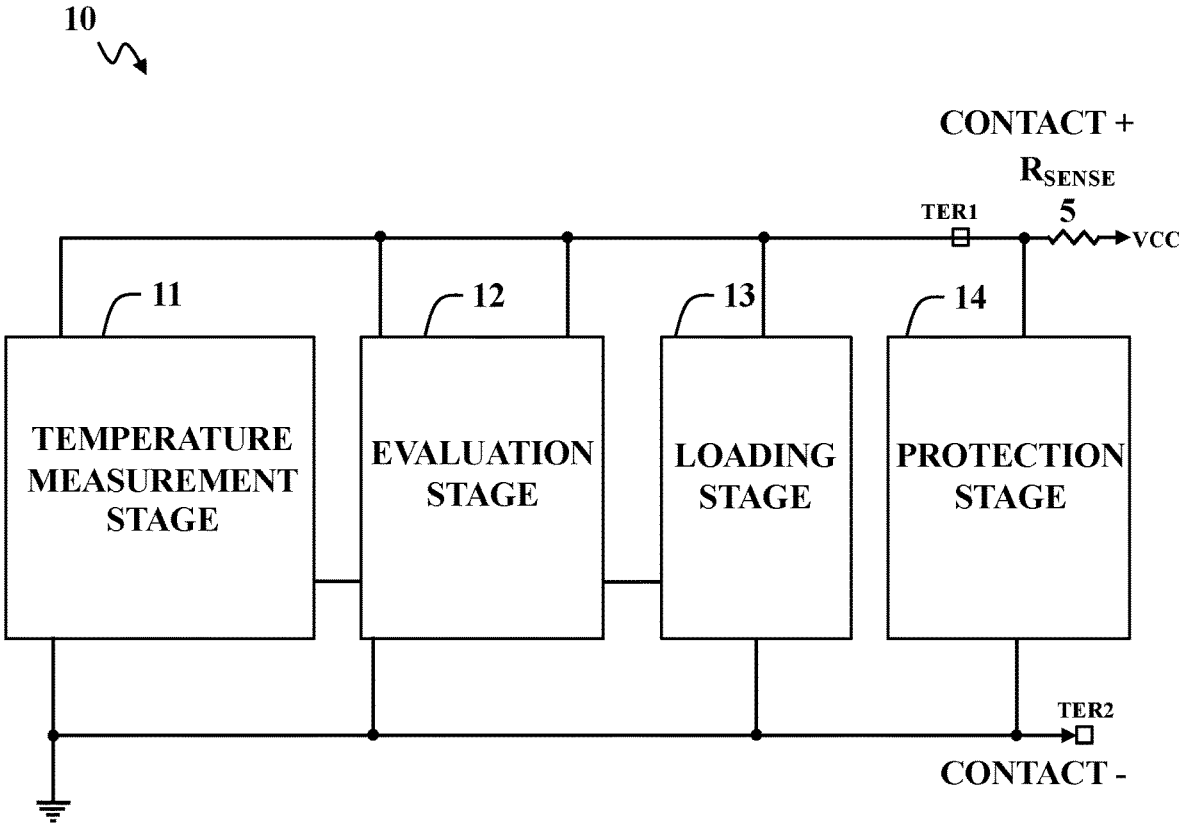 10
CONTACT +
RSENSE
TER1
5
VCC
11
12
13
14
TEMPERATURE
MEASUREMENT
STAGE
EVALUATION
STAGE
LOADING
STAGE
PROTECTION
STAGE
TER2
CONTACT -